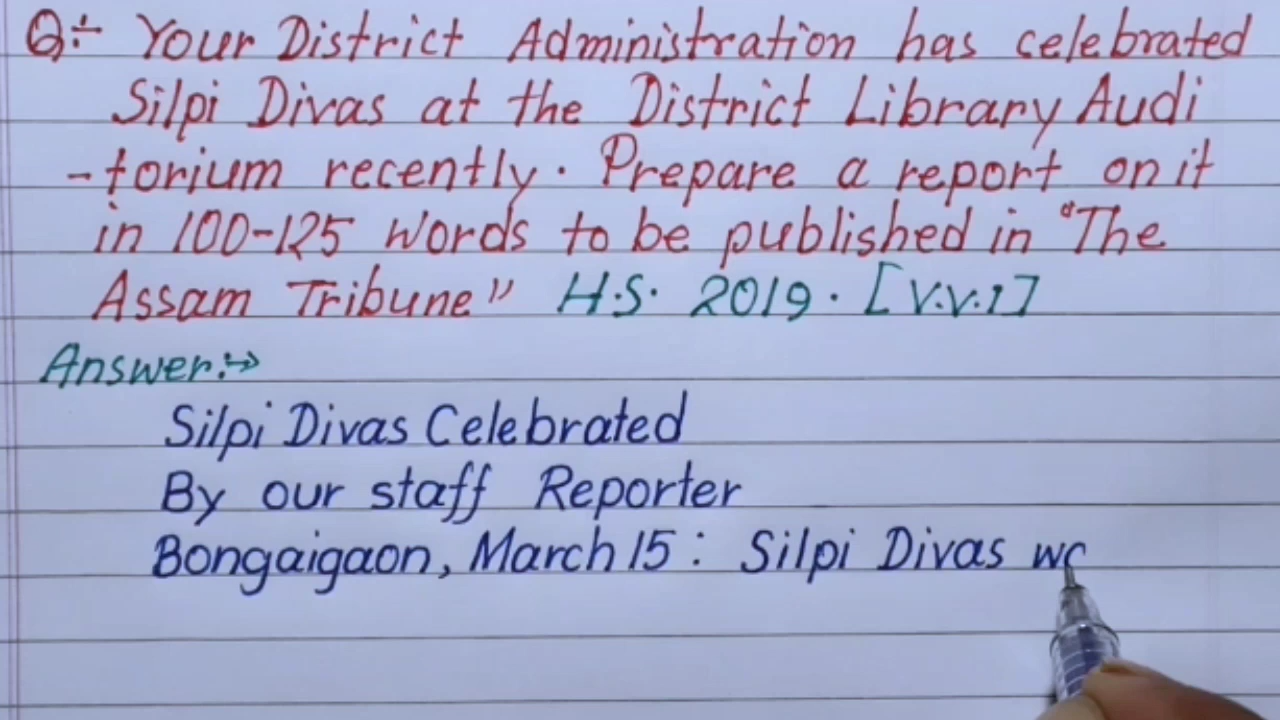 Q:- Your District Administration has celebrated
Silpi Divas at the District Library Audi
-torium recently. Prepare a report on it
in 100-125 words to be published in "The
Assam Tribune" H.S. 2019. [V.V.I]
Answer:→
Silpi Divas Celebrated
By our staff Reporter
Bongaigaon, March 15: Silpi Divas